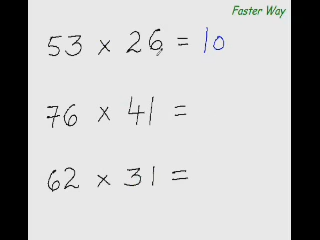 Faster Way
53 × 26 = 10
76 × 41 =
62 × 31 =